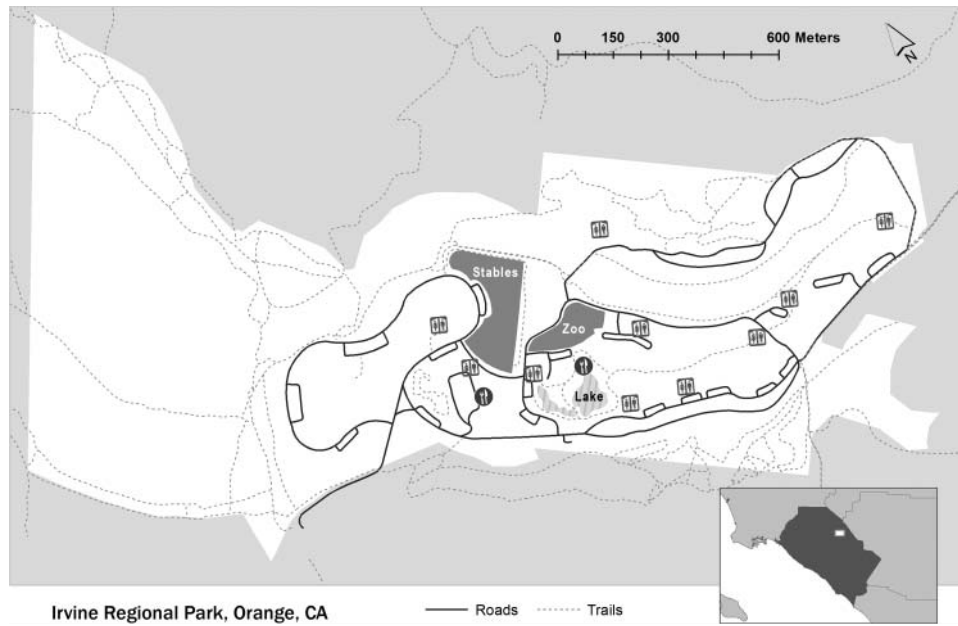 0 150 300 600 Meters
N
Stables
Zoo
Lake
Irvine Regional Park, Orange, CA
Roads
Trails